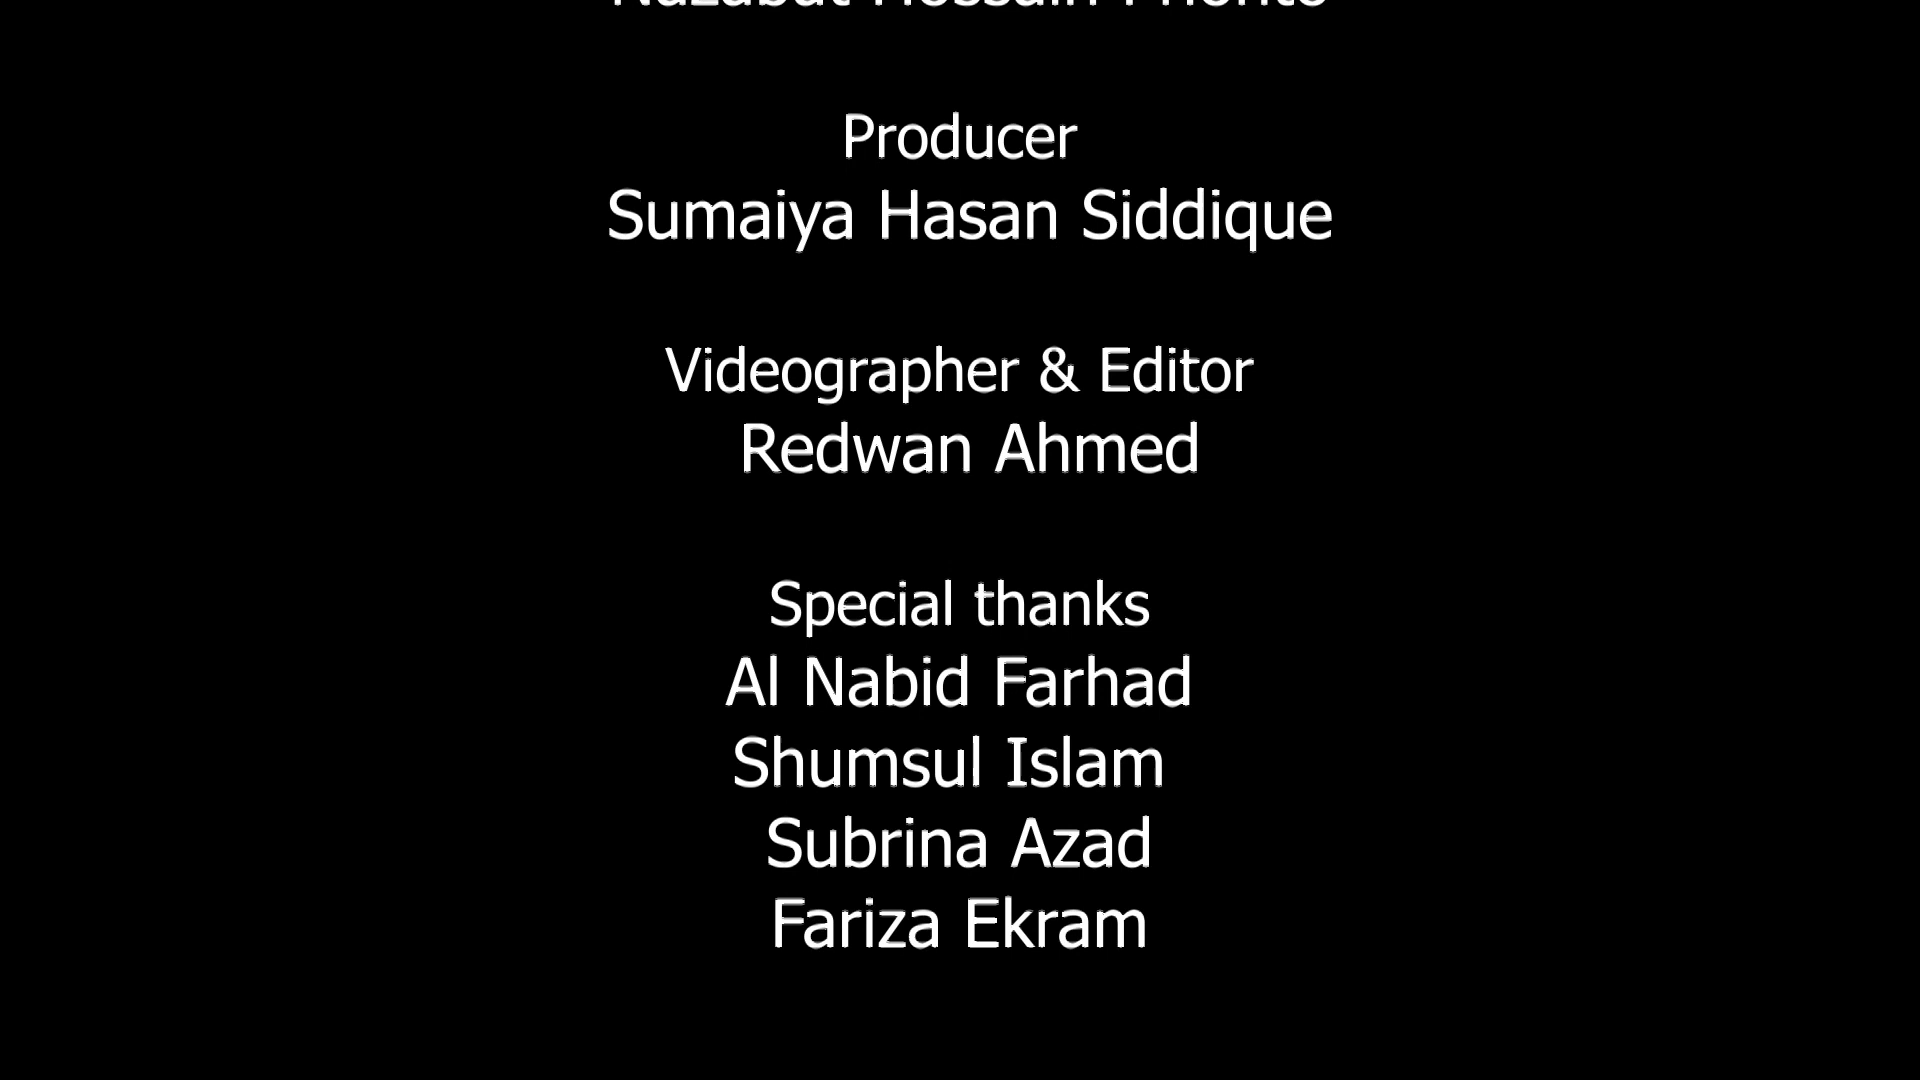 Producer
Sumaiya Hasan Siddique
Videographer & Editor
Redwan Ahmed
Special thanks
Al Nabid Farhad
Shumsul Islam
Subrina Azad
Fariza Ekram